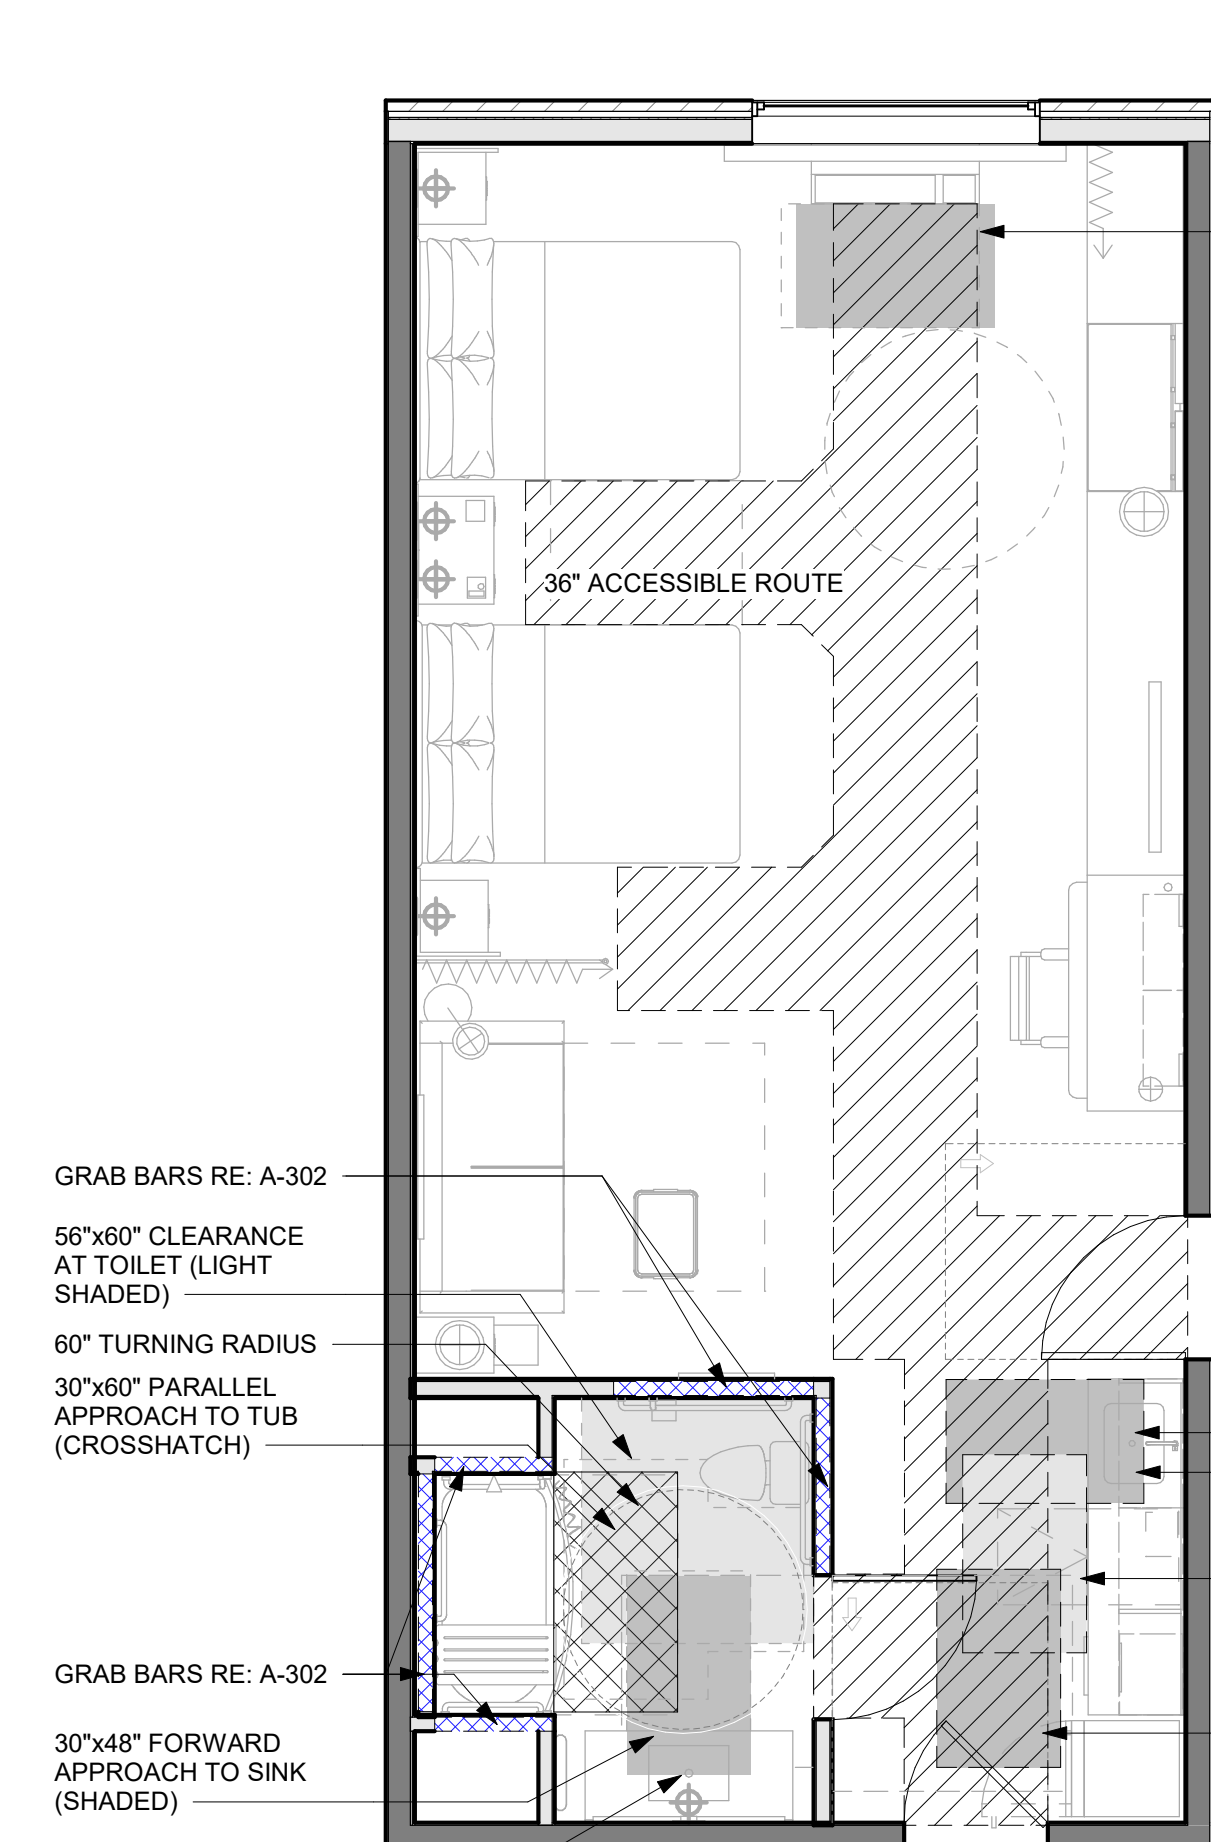 36" ACCESSIBLE ROUTE
GRAB BARS RE: A-302
56"x60" CLEARANCE
AT TOILET (LIGHT
SHADED)
60" TURNING RADIUS
30"x60" PARALLEL
APPROACH TO TUB
(CROSSHATCH)
GRAB BARS RE: A-302
30"x48" FORWARD
APPROACH TO SINK
(SHADED)